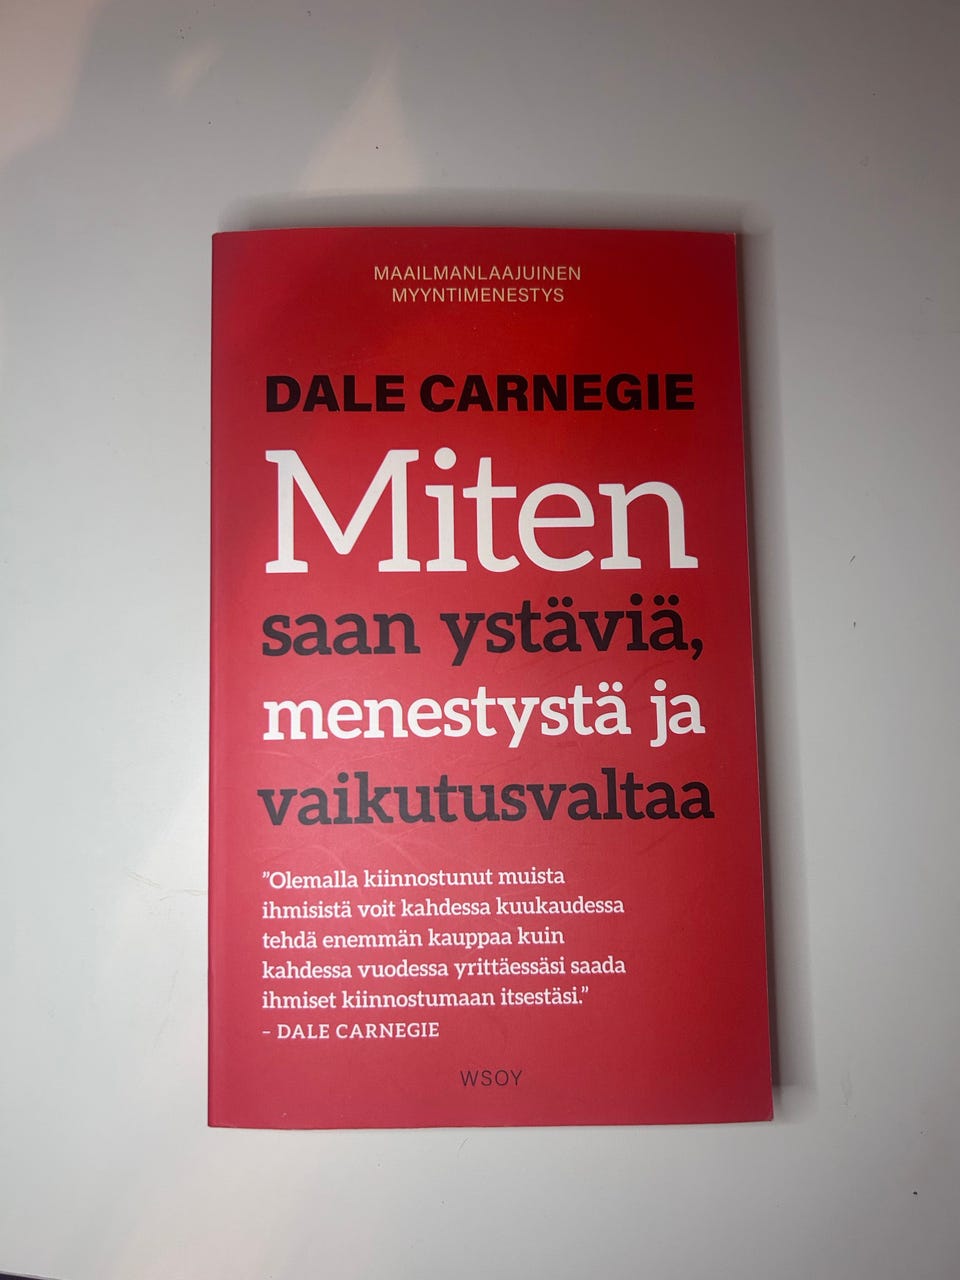 MAAILMANLAAJUINEN
MYYNTIMENESTYS
DALE CARNEGIE
Miten
saan ystäviä,
menestystä ja
vaikutusvaltaa
”Olemalla kiinnostunut muista
ihmisistä voit kahdessa kuukaudessa
tehdä enemmän kauppaa kuin
kahdessa vuodessa yrittäessäsi saada
ihmiset kiinnostumaan itsestäsi.”
– DALE CARNEGIE
WSOY